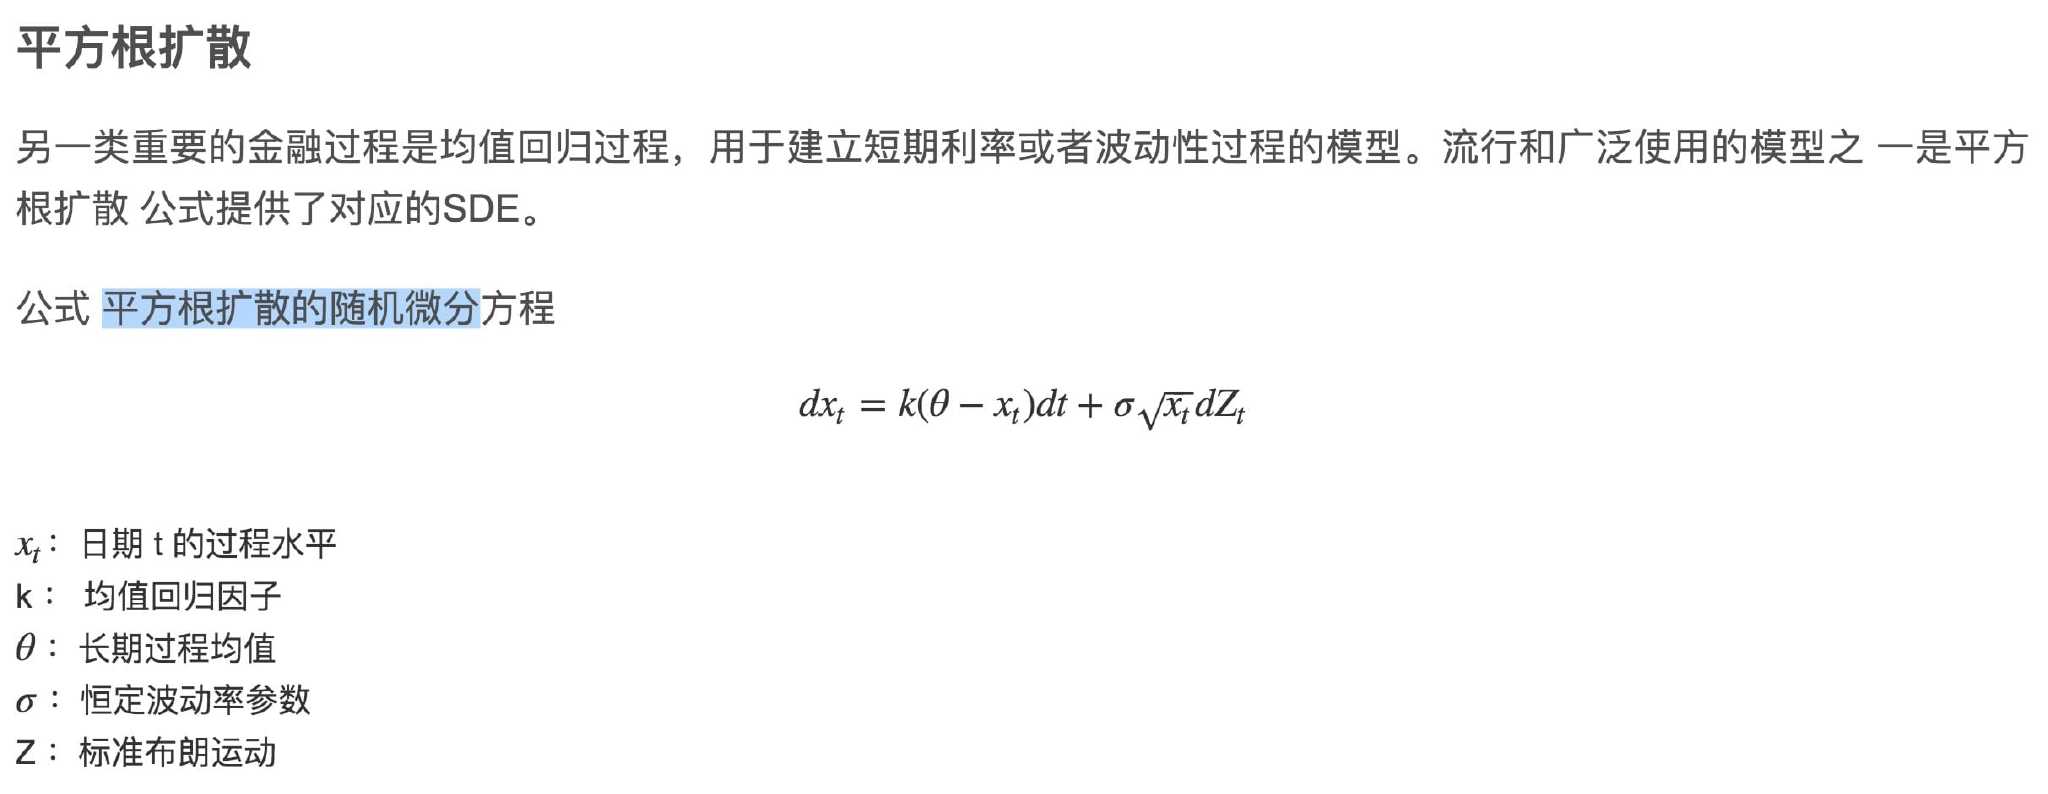 平方根扩散
另一类重要的金融过程是均值回归过程，用于建立短期利率或者波动性过程的模型。流行和广泛使用的模型之 一是平方
根扩散 公式提供了对应的SDE。
公式 平方根扩散的随机微分方程
dx_t = k(θ − x_t)dt + σ√x_t dZ_t
x_t： 日期 t 的过程水平
k： 均值回归因子
θ： 长期过程均值
σ： 恒定波动率参数
Z： 标准布朗运动